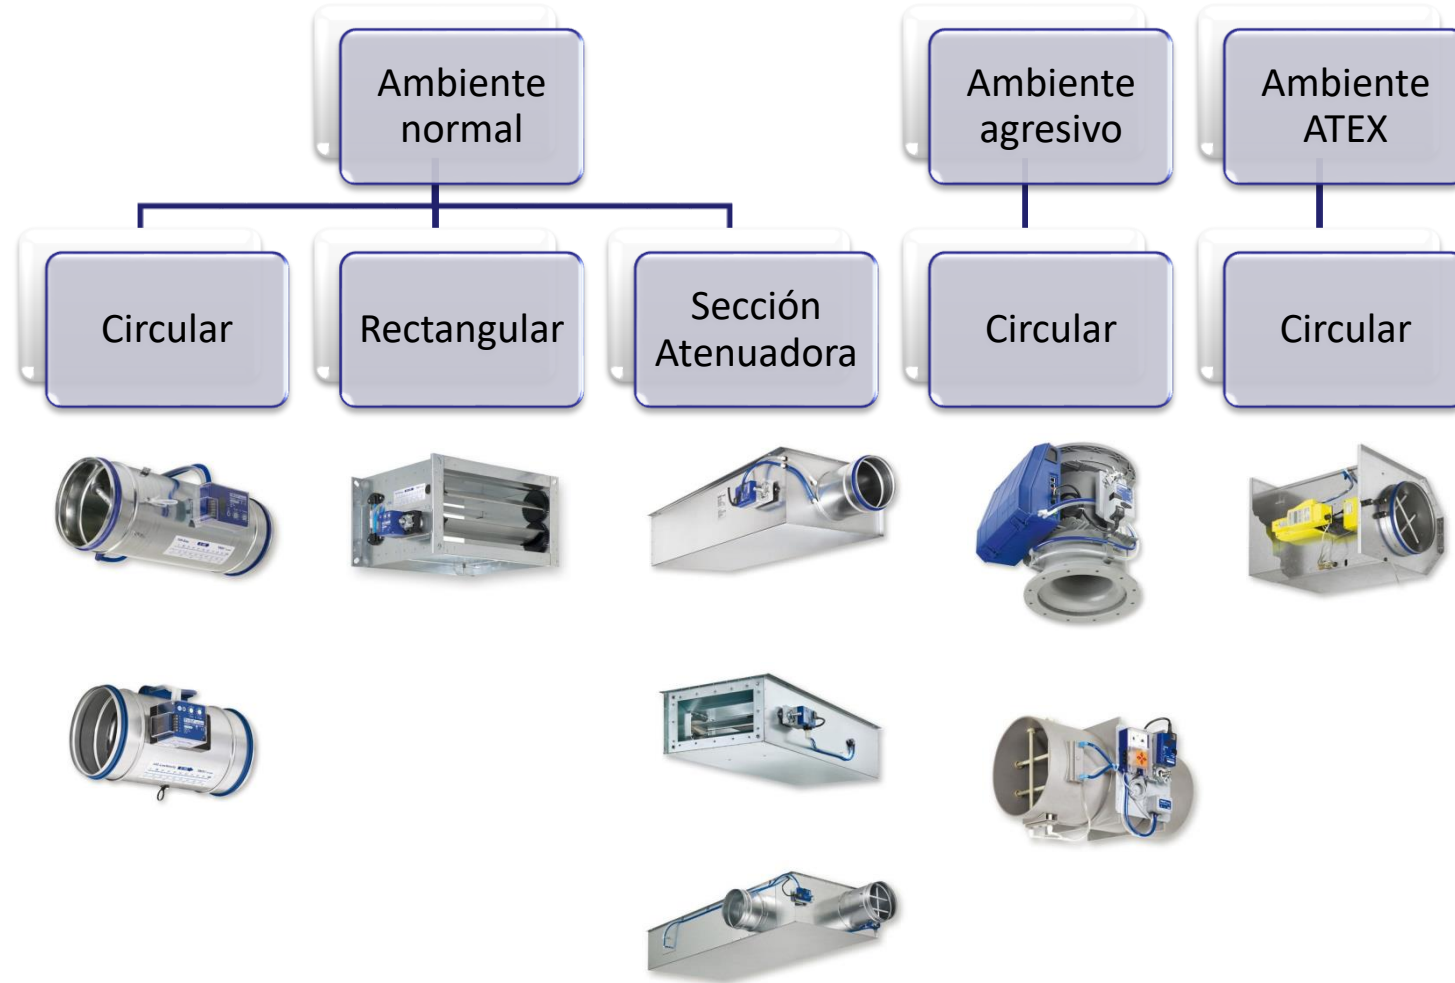 Ambiente
normal
Ambiente
agresivo
Ambiente
ATEX
Circular
Rectangular
Sección
Atenuadora
Circular
Circular